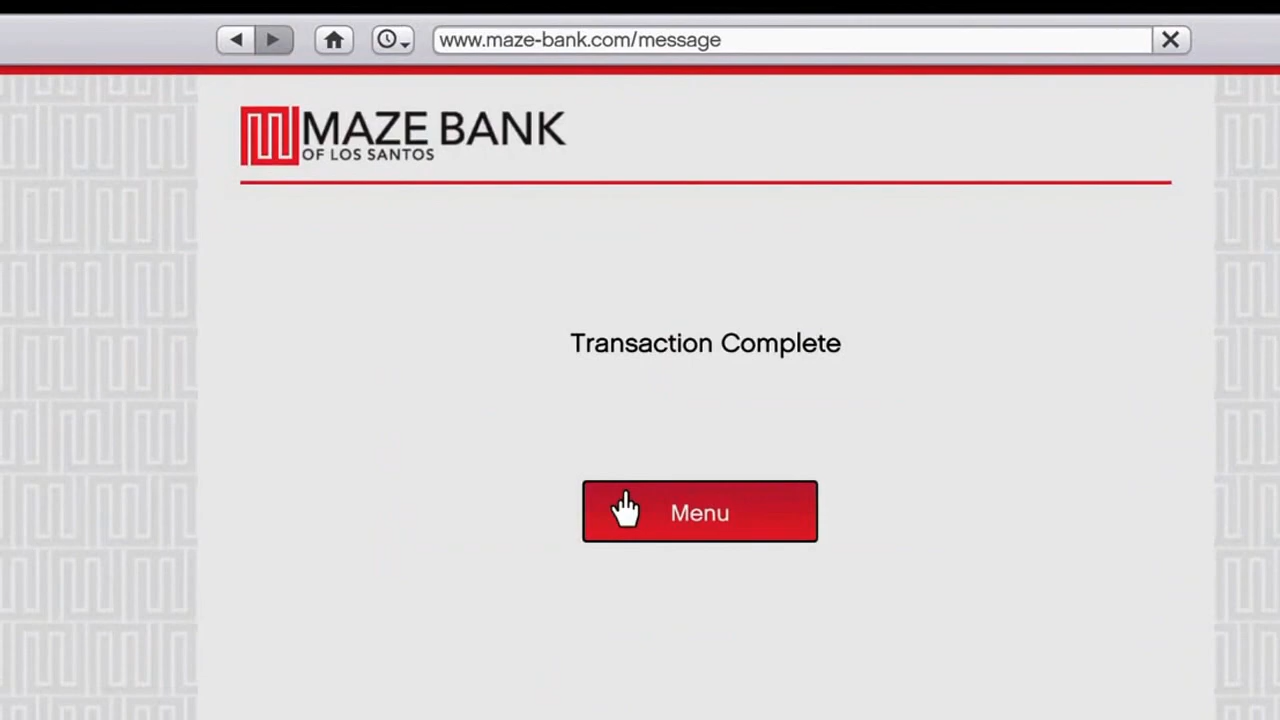 www.maze-bank.com/message
MAZE BANK
OF LOS SANTOS
Transaction Complete
Menu